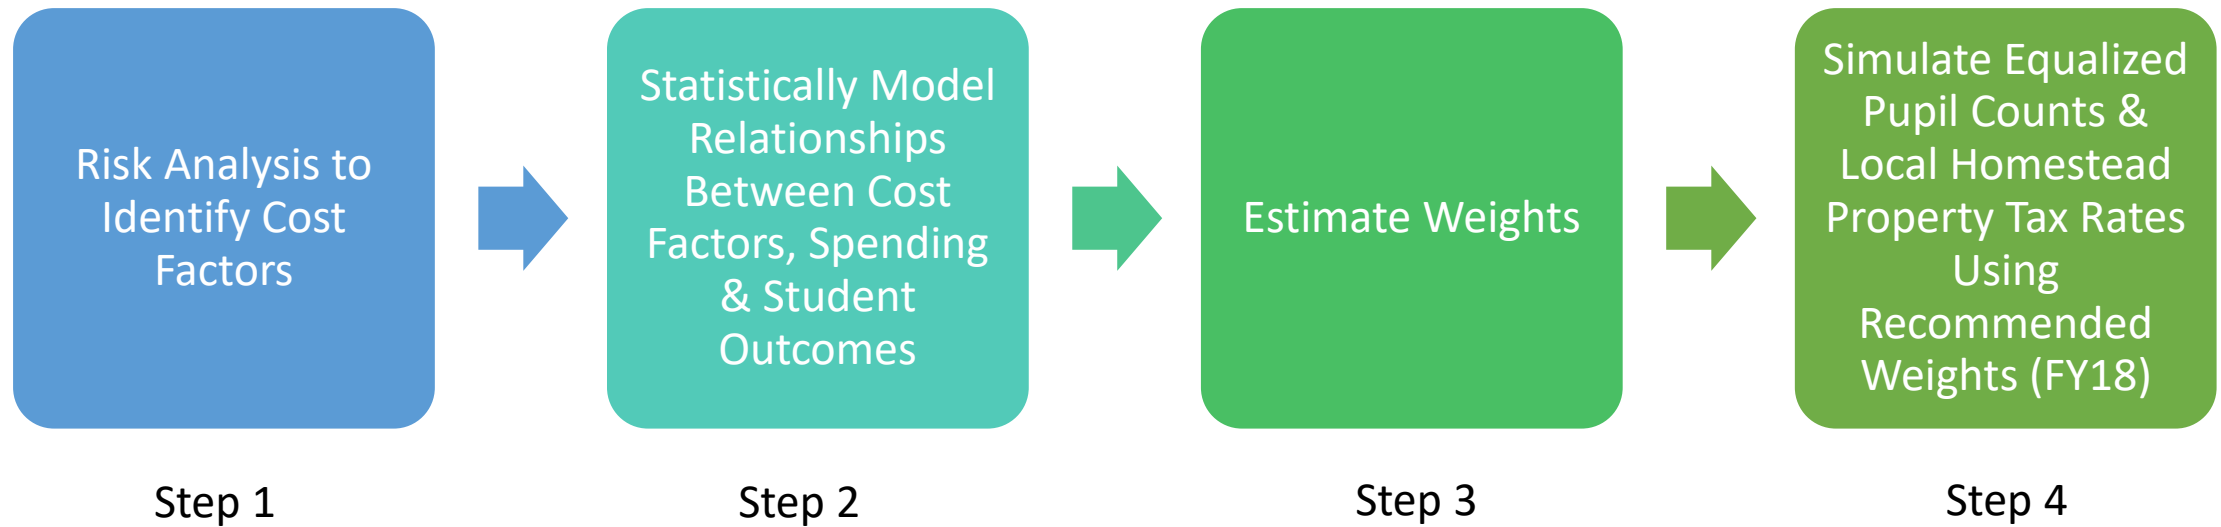 Risk Analysis to
Identify Cost
Factors
Statistically Model
Relationships
Between Cost
Factors, Spending
& Student
Outcomes
Estimate Weights
Simulate Equalized
Pupil Counts &
Local Homestead
Property Tax Rates
Using
Recommended
Weights (FY18)
Step 1
Step 2
Step 3
Step 4